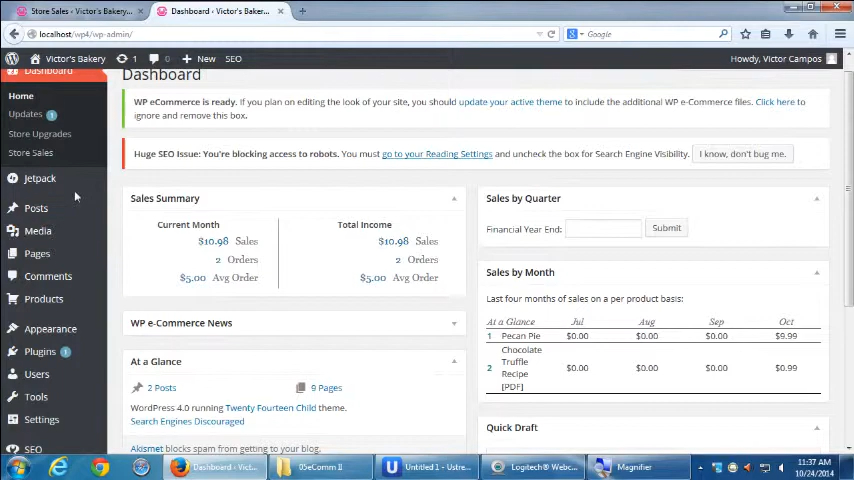 Store Sales ‹ Victor's Bakery...
Dashboard ‹ Victor's Baker...
localhost/wp4/wp-admin/
Google
Victor's Bakery
1
0
New
SEO
Howdy, Victor Campos
Dashboard
Home
Updates 1
Store Upgrades
Store Sales
Jetpack
Posts
Media
Pages
Comments
Products
Appearance
Plugins 1
Users
Tools
Settings
SEO
Dashboard
WP eCommerce is ready. If you plan on editing the look of your site, you should update your active theme to include the additional WP e-Commerce files. Click here to
ignore and remove this box.
Huge SEO Issue: You're blocking access to robots. You must go to your Reading Settings and uncheck the box for Search Engine Visibility.
I know, don't bug me.
Sales Summary
Current Month
Total Income
$10.98 Sales
$10.98 Sales
2 Orders
2 Orders
$5.00 Avg Order
$5.00 Avg Order
WP e-Commerce News
At a Glance
2 Posts
9 Pages
WordPress 4.0 running Twenty Fourteen Child theme.
Search Engines Discouraged
Akismet blocks spam from getting to your blog.
Sales by Quarter
Financial Year End:
Submit
Sales by Month
Last four months of sales on a per product basis:
At a Glance Jul Aug Sep Oct
1 Pecan Pie $0.00 $0.00 $0.00 $9.99
Chocolate
Truffle
2 Recipe $0.00 $0.00 $0.00 $0.99
[PDF]
Quick Draft
Dashboard ‹ Vict...
05eComm II
Untitled 1 - Ustre...
Logitech® Webc...
Magnifier
11:37 AM
10/24/2014